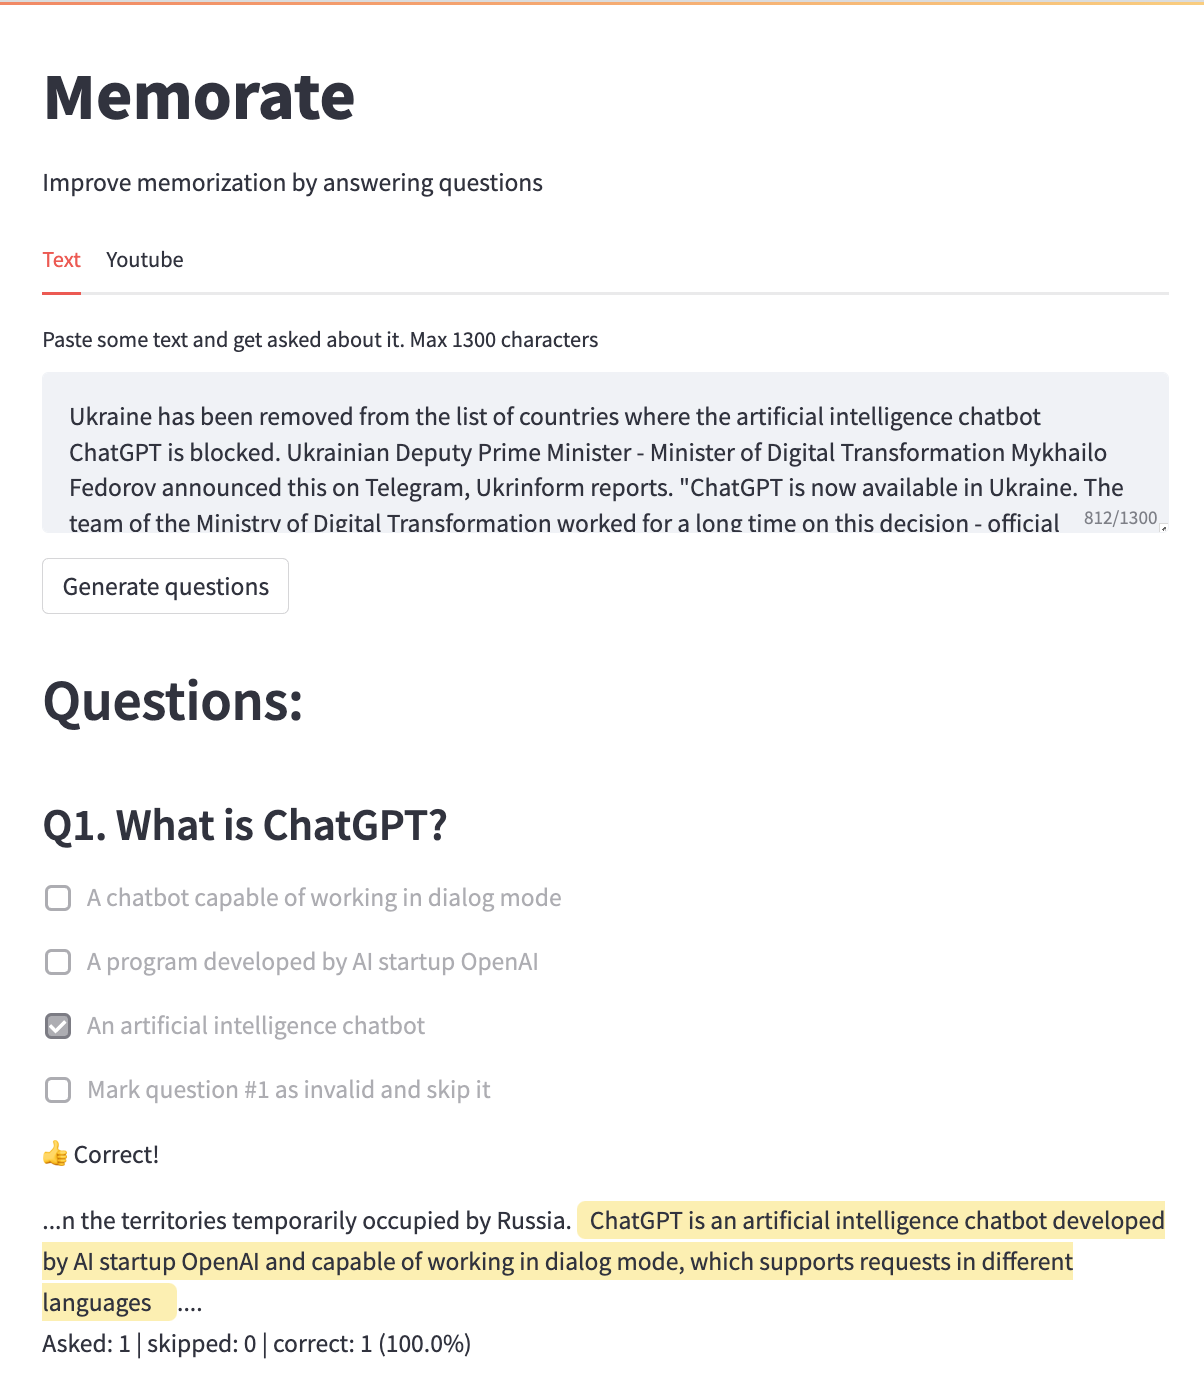 Memorate
Improve memorization by answering questions
Text Youtube
Paste some text and get asked about it. Max 1300 characters
Ukraine has been removed from the list of countries where the artificial intelligence chatbot
ChatGPT is blocked. Ukrainian Deputy Prime Minister - Minister of Digital Transformation Mykhailo
Fedorov announced this on Telegram, Ukrinform reports. "ChatGPT is now available in Ukraine. The
team of the Ministry of Digital Transformation worked for a long time on this decision - official
812/1300
Generate questions
Questions:
Q1. What is ChatGPT?
A chatbot capable of working in dialog mode
A program developed by AI startup OpenAI
An artificial intelligence chatbot
Mark question #1 as invalid and skip it
👍 Correct!
...n the territories temporarily occupied by Russia. ChatGPT is an artificial intelligence chatbot developed
by AI startup OpenAI and capable of working in dialog mode, which supports requests in different
languages ....
Asked: 1 | skipped: 0 | correct: 1 (100.0%)